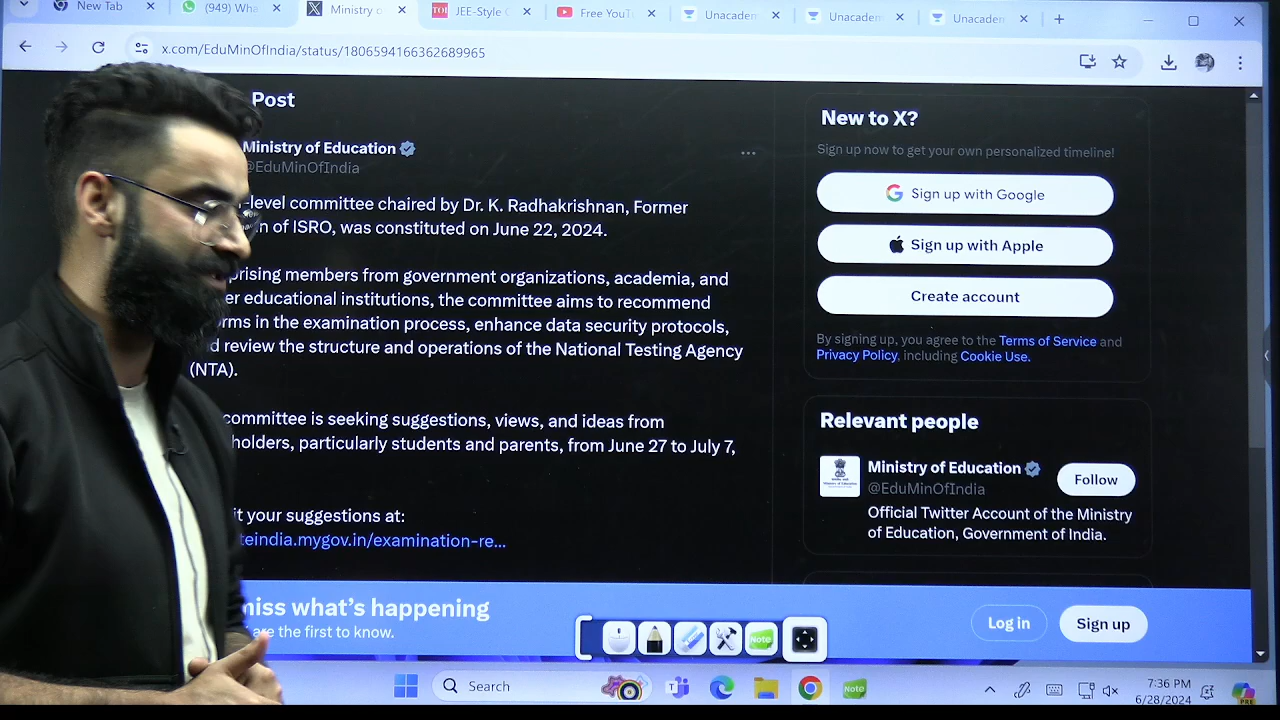 New Tab
(949) Wha
Ministry o
TOI JEE-Style C
Free YouT
Unacadem
Unacadem
Unacadem
x.com/EduMinOfIndia/status/1806594166362689965
Post
Ministry of Education
@EduMinOfIndia
-level committee chaired by Dr. K. Radhakrishnan, Former
n of ISRO, was constituted on June 22, 2024.
prising members from government organizations, academia, and
er educational institutions, the committee aims to recommend
rms in the examination process, enhance data security protocols,
d review the structure and operations of the National Testing Agency
(NTA).
committee is seeking suggestions, views, and ideas from
holders, particularly students and parents, from June 27 to July 7,
it your suggestions at:
teindia.mygov.in/examination-re...
New to X?
Sign up now to get your own personalized timeline!
Sign up with Google
Sign up with Apple
Create account
By signing up, you agree to the Terms of Service and
Privacy Policy, including Cookie Use.
Relevant people
Ministry of Education
@EduMinOfIndia
Follow
Official Twitter Account of the Ministry
of Education, Government of India.
miss what's happening
are the first to know.
Log in
Sign up
Note
Search
Note
7:36 PM
6/28/2024
PRE